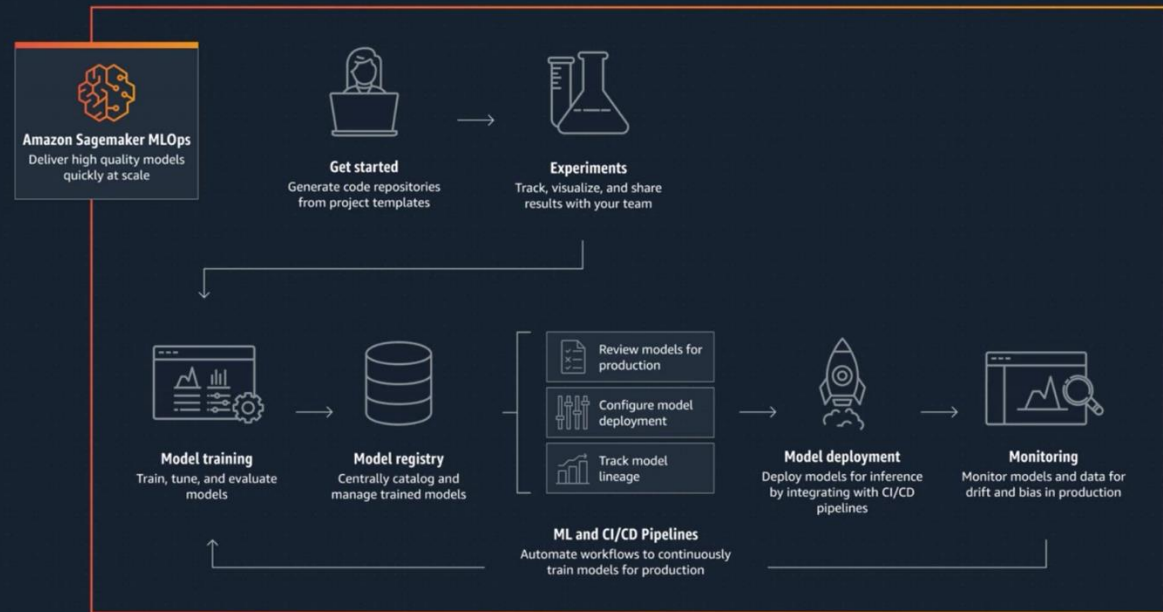 Amazon Sagemaker MLOps
Deliver high quality models
quickly at scale
Get started
Generate code repositories
from project templates
Experiments
Track, visualize, and share
results with your team
Model training
Train, tune, and evaluate
models
Model registry
Centrally catalog and
manage trained models
Review models for
production
Configure model
deployment
Track model
lineage
ML and CI/CD Pipelines
Automate workflows to continuously
train models for production
Model deployment
Deploy models for inference
by integrating with CI/CD
pipelines
Monitoring
Monitor models and data for
drift and bias in production